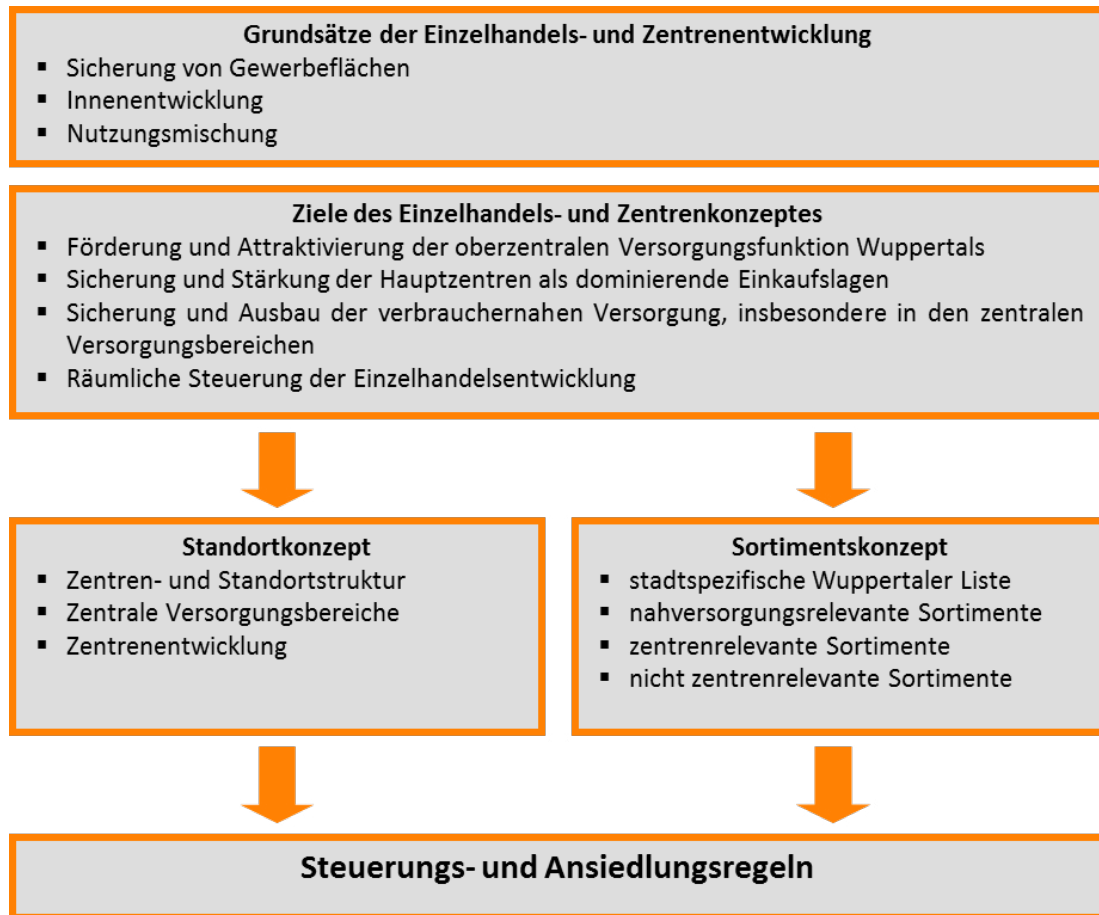 Grundsätze der Einzelhandels- und Zentrenentwicklung
▪ Sicherung von Gewerbeflächen
▪ Innenentwicklung
▪ Nutzungsmischung
Ziele des Einzelhandels- und Zentrenkonzeptes
▪ Förderung und Attraktivierung der oberzentralen Versorgungsfunktion Wuppertals
▪ Sicherung und Stärkung der Hauptzentren als dominierende Einkaufslagen
▪ Sicherung und Ausbau der verbrauchernahen Versorgung, insbesondere in den zentralen
Versorgungsbereichen
▪ Räumliche Steuerung der Einzelhandelsentwicklung
Standortkonzept
▪ Zentren- und Standortstruktur
▪ Zentrale Versorgungsbereiche
▪ Zentrenentwicklung
Sortimentskonzept
▪ stadtspezifische Wuppertaler Liste
▪ nahversorgungsrelevante Sortimente
▪ zentrenrelevante Sortimente
▪ nicht zentrenrelevante Sortimente
Steuerungs- und Ansiedlungsregeln